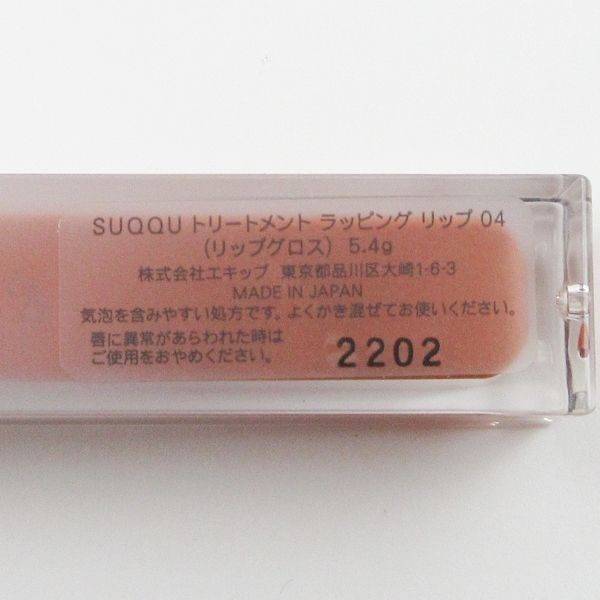 SUQQU トリートメント ラッピング リップ 04
(リップグロス) 5.4g
株式会社エキップ 東京都品川区大崎1-6-3
MADE IN JAPAN
気泡を含みやすい処方です。よくかき混ぜてお使いください。
唇に異常があらわれた時は
ご使用をおやめください。
2202